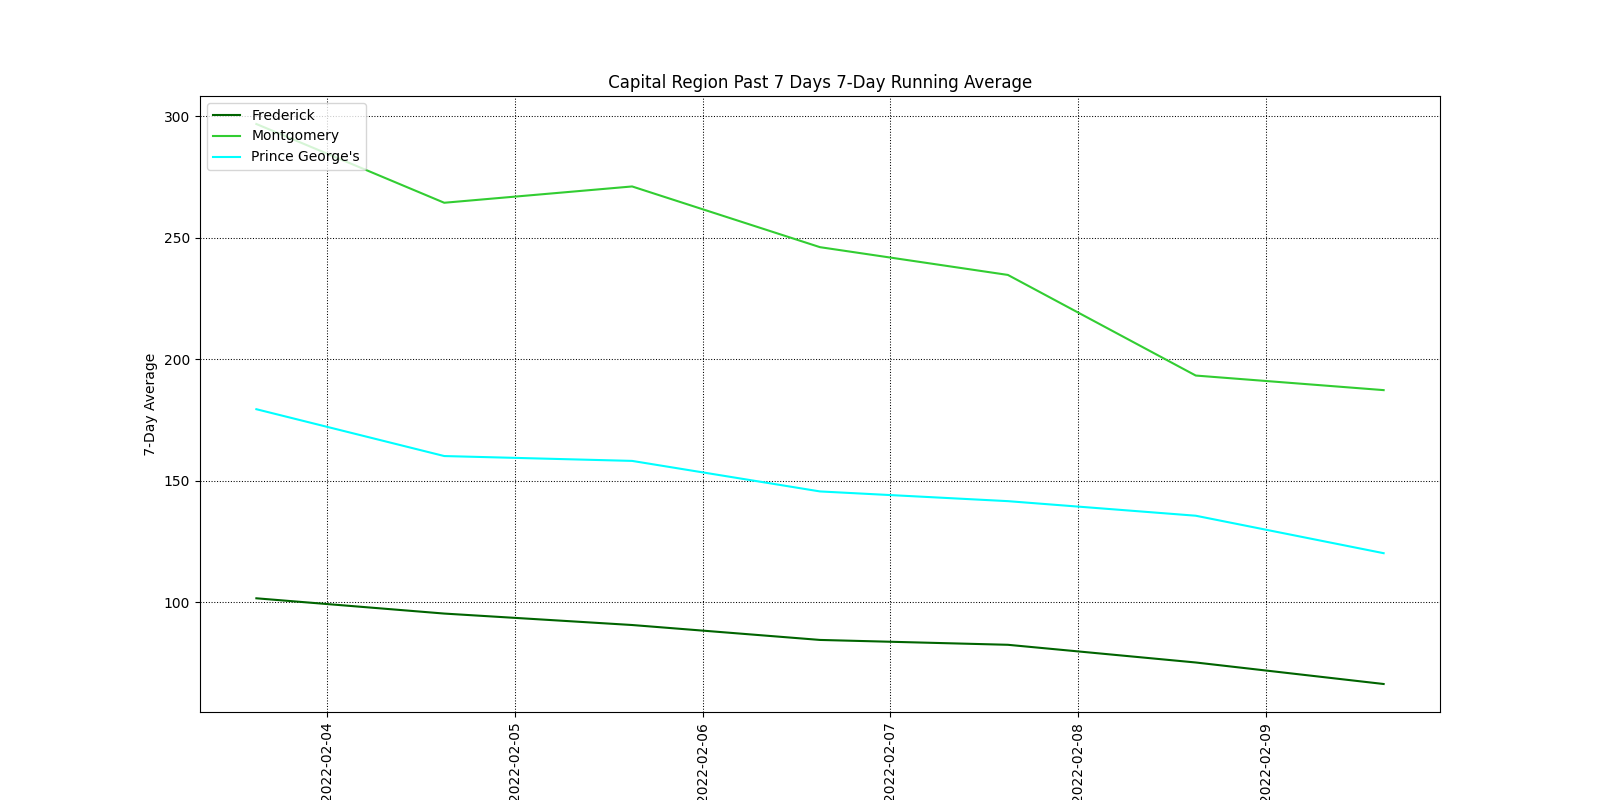 Capital Region Past 7 Days 7-Day Running Average
Frederick
Montgomery
Prince George's
7-Day Average
300
250
200
150
100
2022-02-04
2022-02-05
2022-02-06
2022-02-07
2022-02-08
2022-02-09